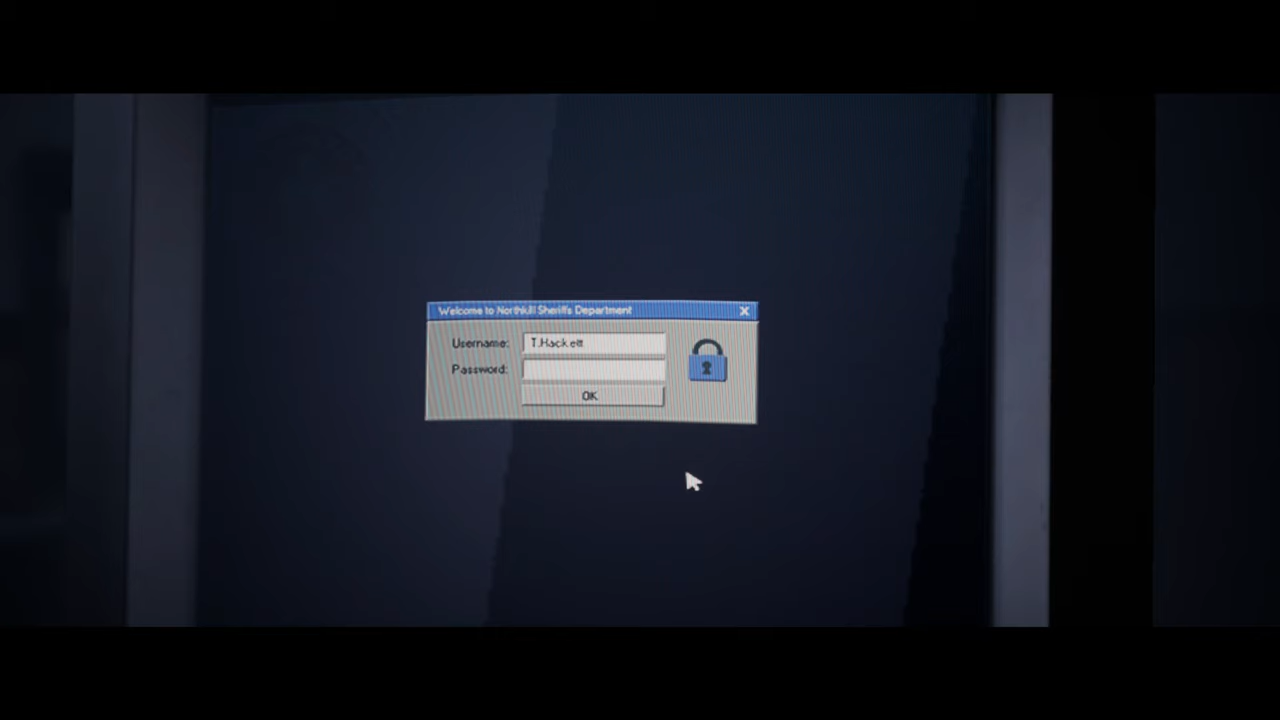 Welcome to Northkill Sheriffs Department X
Username: T.Hackett
Password:
OK